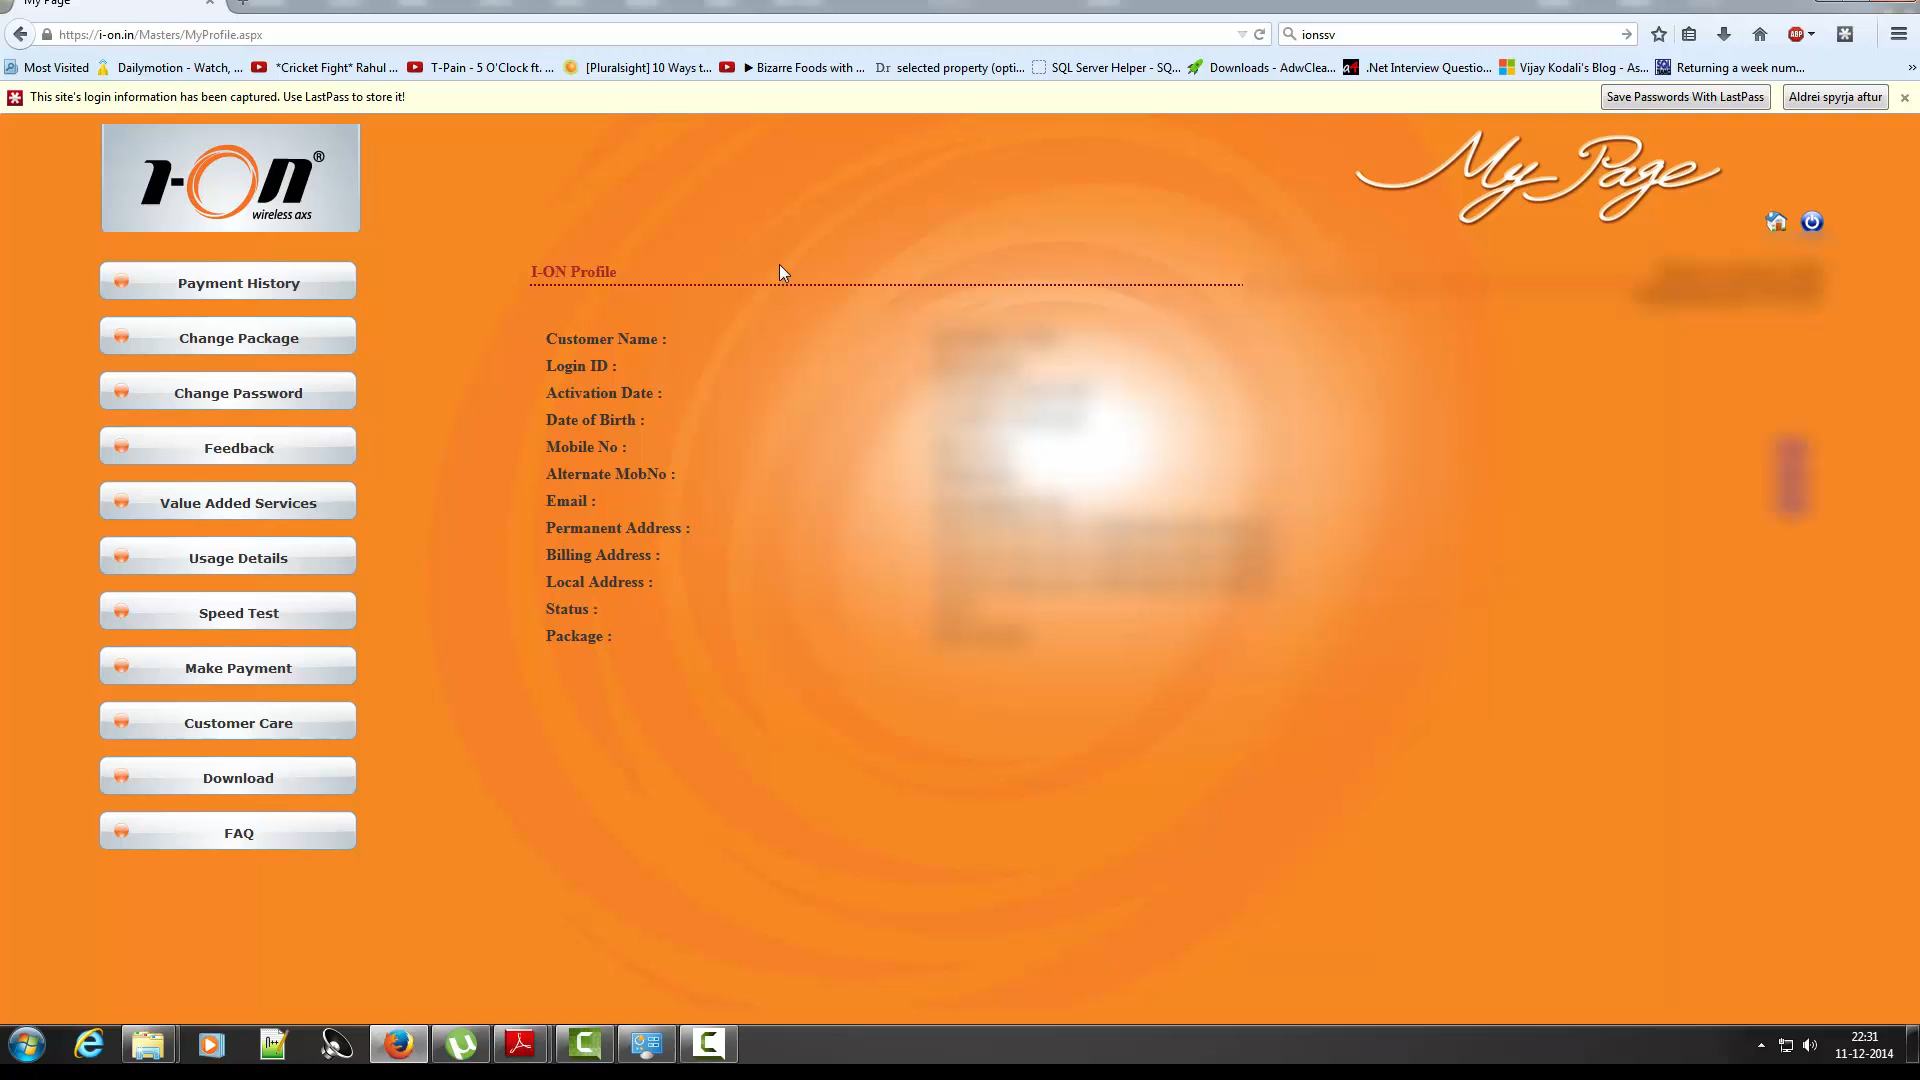 My Page
https://i-on.in/Masters/MyProfile.aspx
ionssv
ABP
Most Visited
Dailymotion - Watch, ...
*Cricket Fight* Rahul ...
T-Pain - 5 O'Clock ft. ...
[Pluralsight] 10 Ways t...
► Bizarre Foods with ...
Dr selected property (opti...
SQL Server Helper - SQ...
Downloads - AdwClea...
.Net Interview Questio...
Vijay Kodali's Blog - As...
Returning a week num...
»
This site's login information has been captured. Use LastPass to store it!
Save Passwords With LastPass
Aldrei spyrja aftur
i-on®
wireless axs
My Page
I-ON Profile
Payment History
Change Package
Change Password
Feedback
Value Added Services
Usage Details
Speed Test
Make Payment
Customer Care
Download
FAQ
Customer Name :
Login ID :
Activation Date :
Date of Birth :
Mobile No :
Alternate MobNo :
Email :
Permanent Address :
Billing Address :
Local Address :
Status :
Package :
22:31
11-12-2014